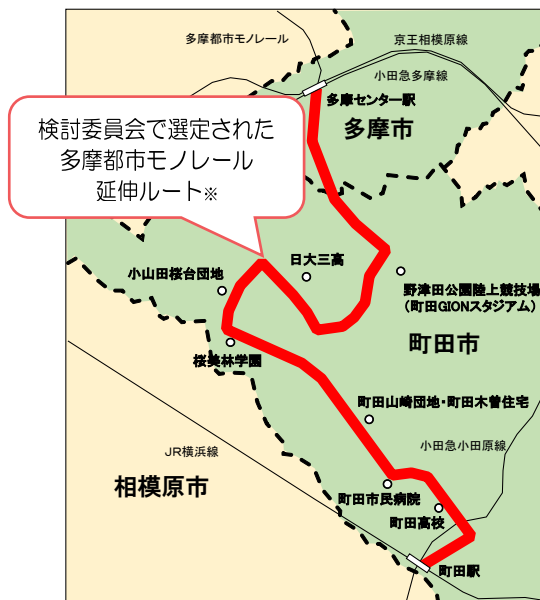 多摩都市モノレール
京王相模原線
小田急多摩線
多摩センター駅
多摩市
検討委員会で選定された
多摩都市モノレール
延伸ルート※
日大三高
小山田桜台団地
野津田公園陸上競技場
(町田GIONスタジアム)
町田市
桜美林学園
町田山崎団地・町田木曽住宅
小田急小田原線
JR横浜線
相模原市
町田市民病院
町田高校
町田駅